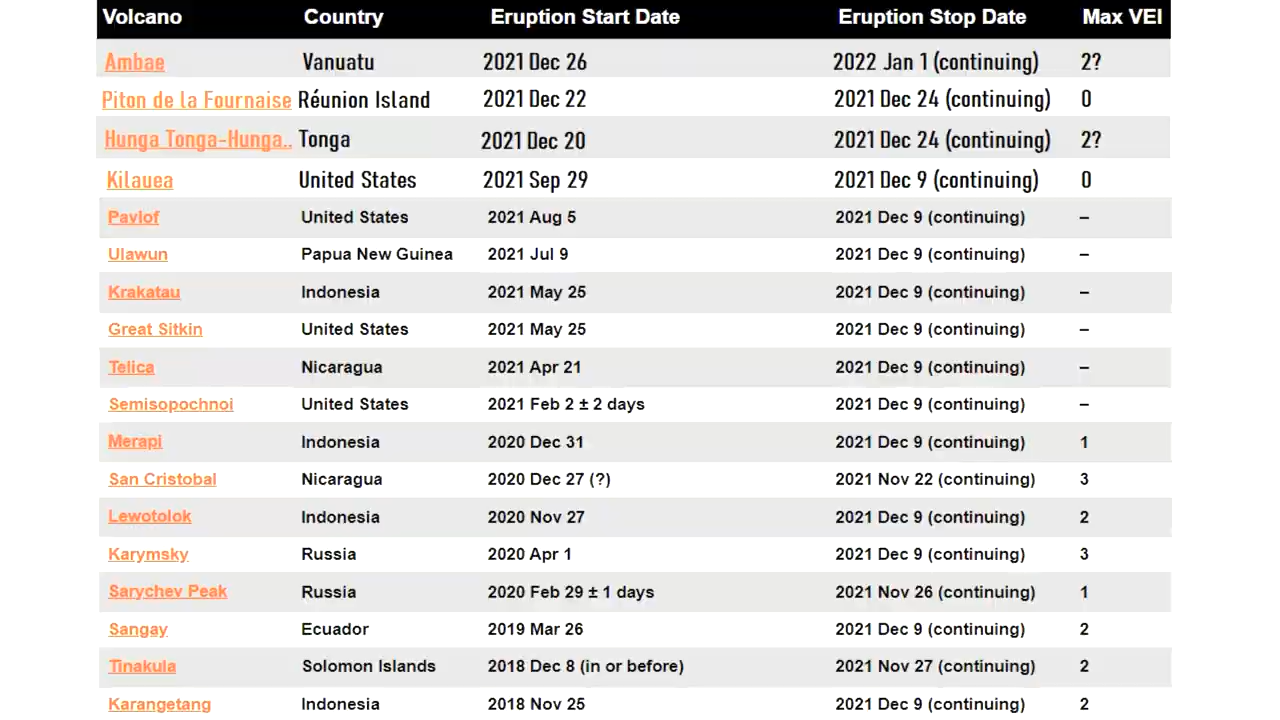 Volcano Country Eruption Start Date Eruption Stop Date Max VEI
Ambae Vanuatu 2021 Dec 26 2022 Jan 1 (continuing) 2?
Piton de la Fournaise Réunion Island 2021 Dec 22 2021 Dec 24 (continuing) 0
Hunga Tonga-Hunga.. Tonga 2021 Dec 20 2021 Dec 24 (continuing) 2?
Kilauea United States 2021 Sep 29 2021 Dec 9 (continuing) 0
Pavlof United States 2021 Aug 5 2021 Dec 9 (continuing) –
Ulawun Papua New Guinea 2021 Jul 9 2021 Dec 9 (continuing) –
Krakatau Indonesia 2021 May 25 2021 Dec 9 (continuing) –
Great Sitkin United States 2021 May 25 2021 Dec 9 (continuing) –
Telica Nicaragua 2021 Apr 21 2021 Dec 9 (continuing) –
Semisopochnoi United States 2021 Feb 2 ± 2 days 2021 Dec 9 (continuing) –
Merapi Indonesia 2020 Dec 31 2021 Dec 9 (continuing) 1
San Cristobal Nicaragua 2020 Dec 27 (?) 2021 Nov 22 (continuing) 3
Lewotolok Indonesia 2020 Nov 27 2021 Dec 9 (continuing) 2
Karymsky Russia 2020 Apr 1 2021 Dec 9 (continuing) 3
Sarychev Peak Russia 2020 Feb 29 ± 1 days 2021 Nov 26 (continuing) 1
Sangay Ecuador 2019 Mar 26 2021 Dec 9 (continuing) 2
Tinakula Solomon Islands 2018 Dec 8 (in or before) 2021 Nov 27 (continuing) 2
Karangetang Indonesia 2018 Nov 25 2021 Dec 9 (continuing) 2